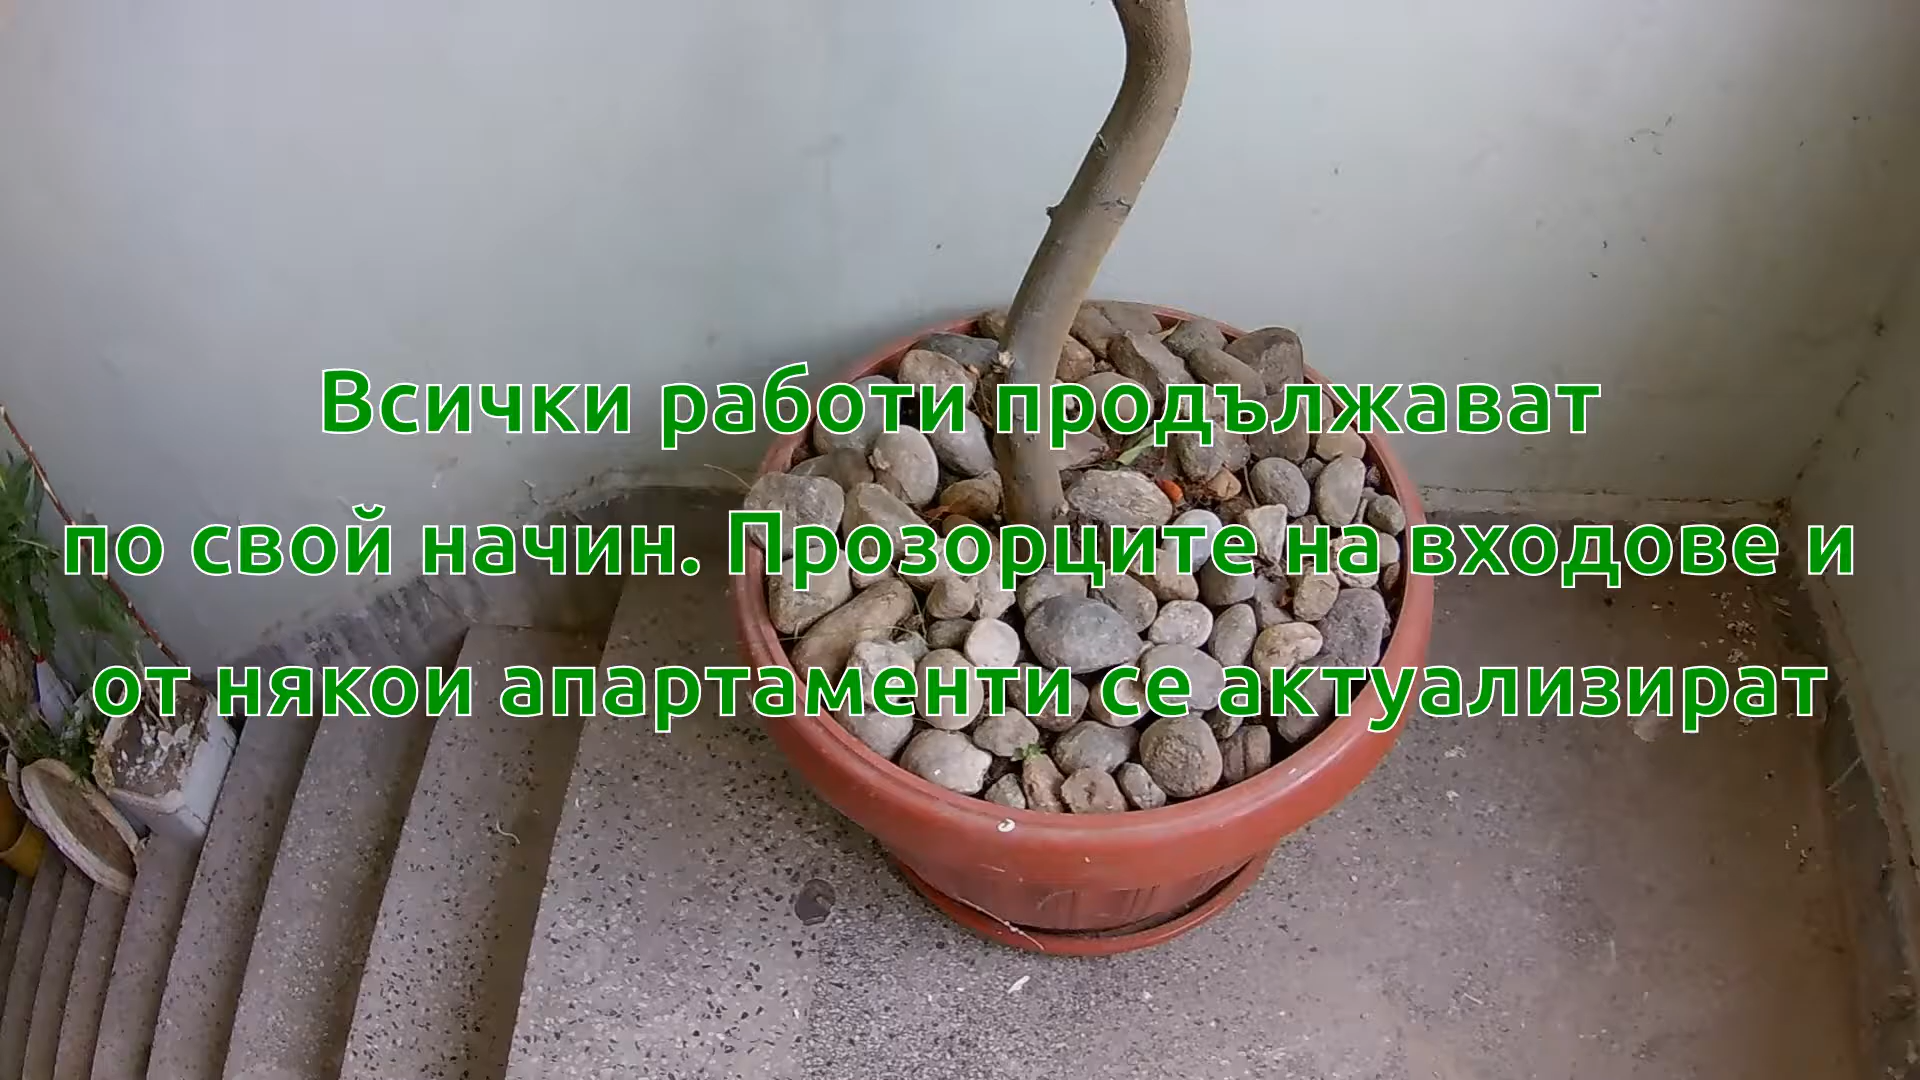 Всички работи продължават
по свой начин. Прозорците на входове и
от някои апартаменти се актуализират